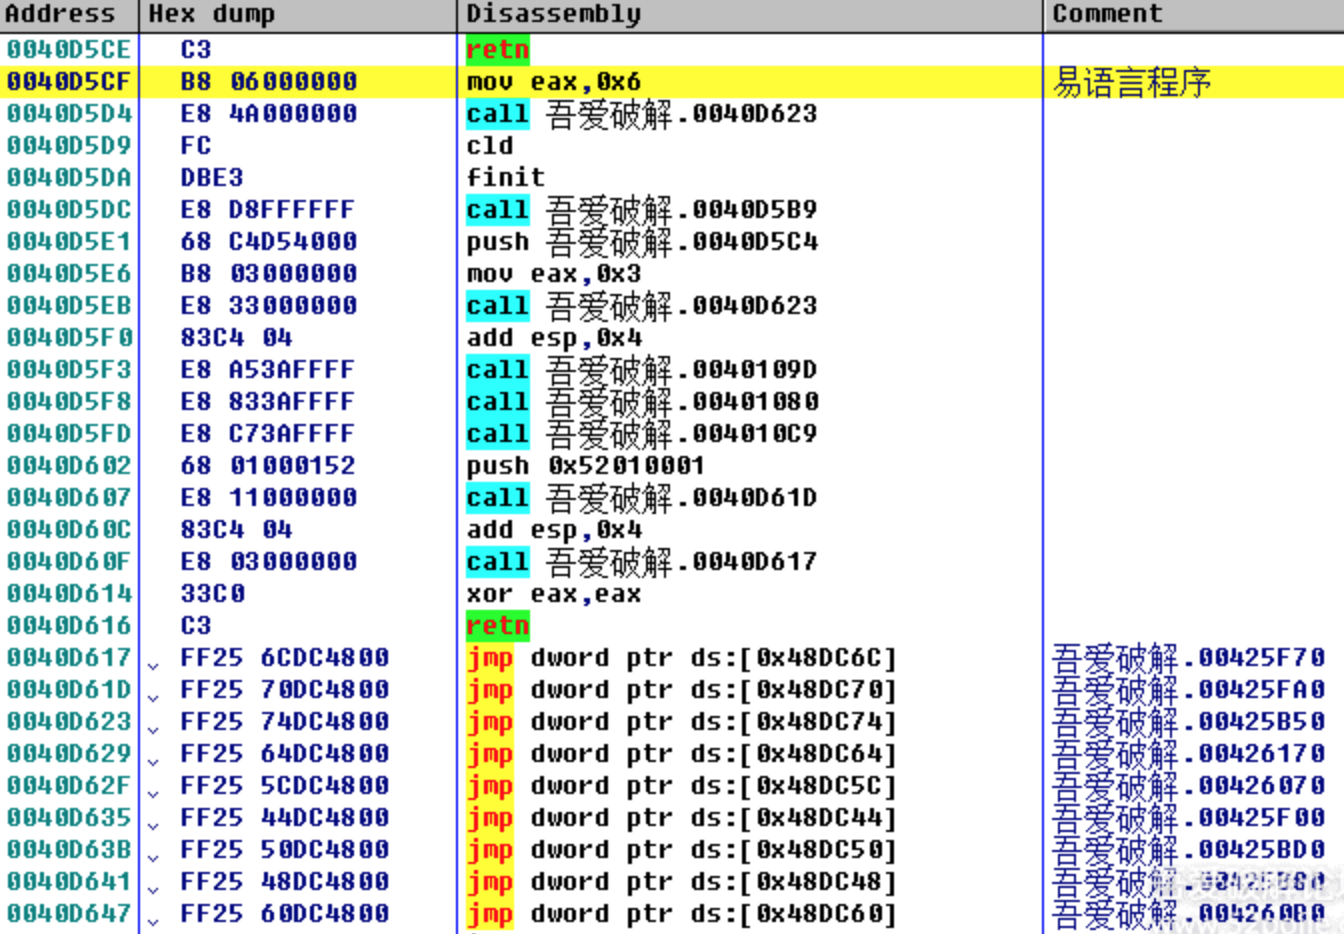 Address Hex dump Disassembly Comment
0040D5CE C3 retn
0040D5CF B8 06000000 mov eax,0x6 易语言程序
0040D5D4 E8 4A000000 call 吾爱破解.0040D623
0040D5D9 FC cld
0040D5DA DBE3 finit
0040D5DC E8 D8FFFFFF call 吾爱破解.0040D5B9
0040D5E1 68 C4D54000 push 吾爱破解.0040D5C4
0040D5E6 B8 03000000 mov eax,0x3
0040D5EB E8 33000000 call 吾爱破解.0040D623
0040D5F0 83C4 04 add esp,0x4
0040D5F3 E8 A53AFFFF call 吾爱破解.0040109D
0040D5F8 E8 833AFFFF call 吾爱破解.00401080
0040D5FD E8 C73AFFFF call 吾爱破解.004010C9
0040D602 68 01000152 push 0x52010001
0040D607 E8 11000000 call 吾爱破解.0040D61D
0040D60C 83C4 04 add esp,0x4
0040D60F E8 03000000 call 吾爱破解.0040D617
0040D614 33C0 xor eax,eax
0040D616 C3 retn
0040D617 FF25 6CDC4800 jmp dword ptr ds:[0x48DC6C] 吾爱破解.00425F70
0040D61D FF25 70DC4800 jmp dword ptr ds:[0x48DC70] 吾爱破解.00425FA0
0040D623 FF25 74DC4800 jmp dword ptr ds:[0x48DC74] 吾爱破解.00425B50
0040D629 FF25 64DC4800 jmp dword ptr ds:[0x48DC64] 吾爱破解.00426170
0040D62F FF25 5CDC4800 jmp dword ptr ds:[0x48DC5C] 吾爱破解.00426070
0040D635 FF25 44DC4800 jmp dword ptr ds:[0x48DC44] 吾爱破解.00425F00
0040D63B FF25 50DC4800 jmp dword ptr ds:[0x48DC50] 吾爱破解.00425BD0
0040D641 FF25 48DC4800 jmp dword ptr ds:[0x48DC48]
0040D647 FF25 60DC4800 jmp dword ptr ds:[0x48DC60] 吾爱破解.004260B0